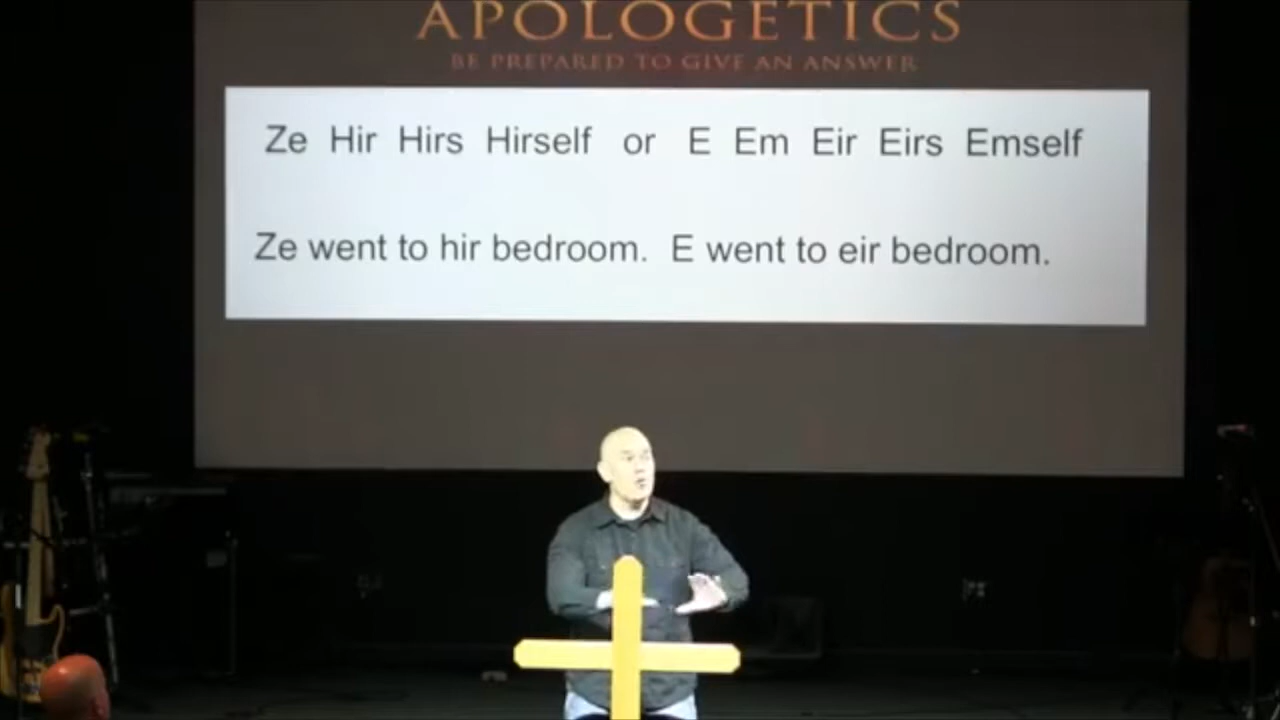 APOLOGETICS
BE PREPARED TO GIVE AN ANSWER
Ze Hir Hirs Hirself or E Em Eir Eirs Emself
Ze went to hir bedroom. E went to eir bedroom.